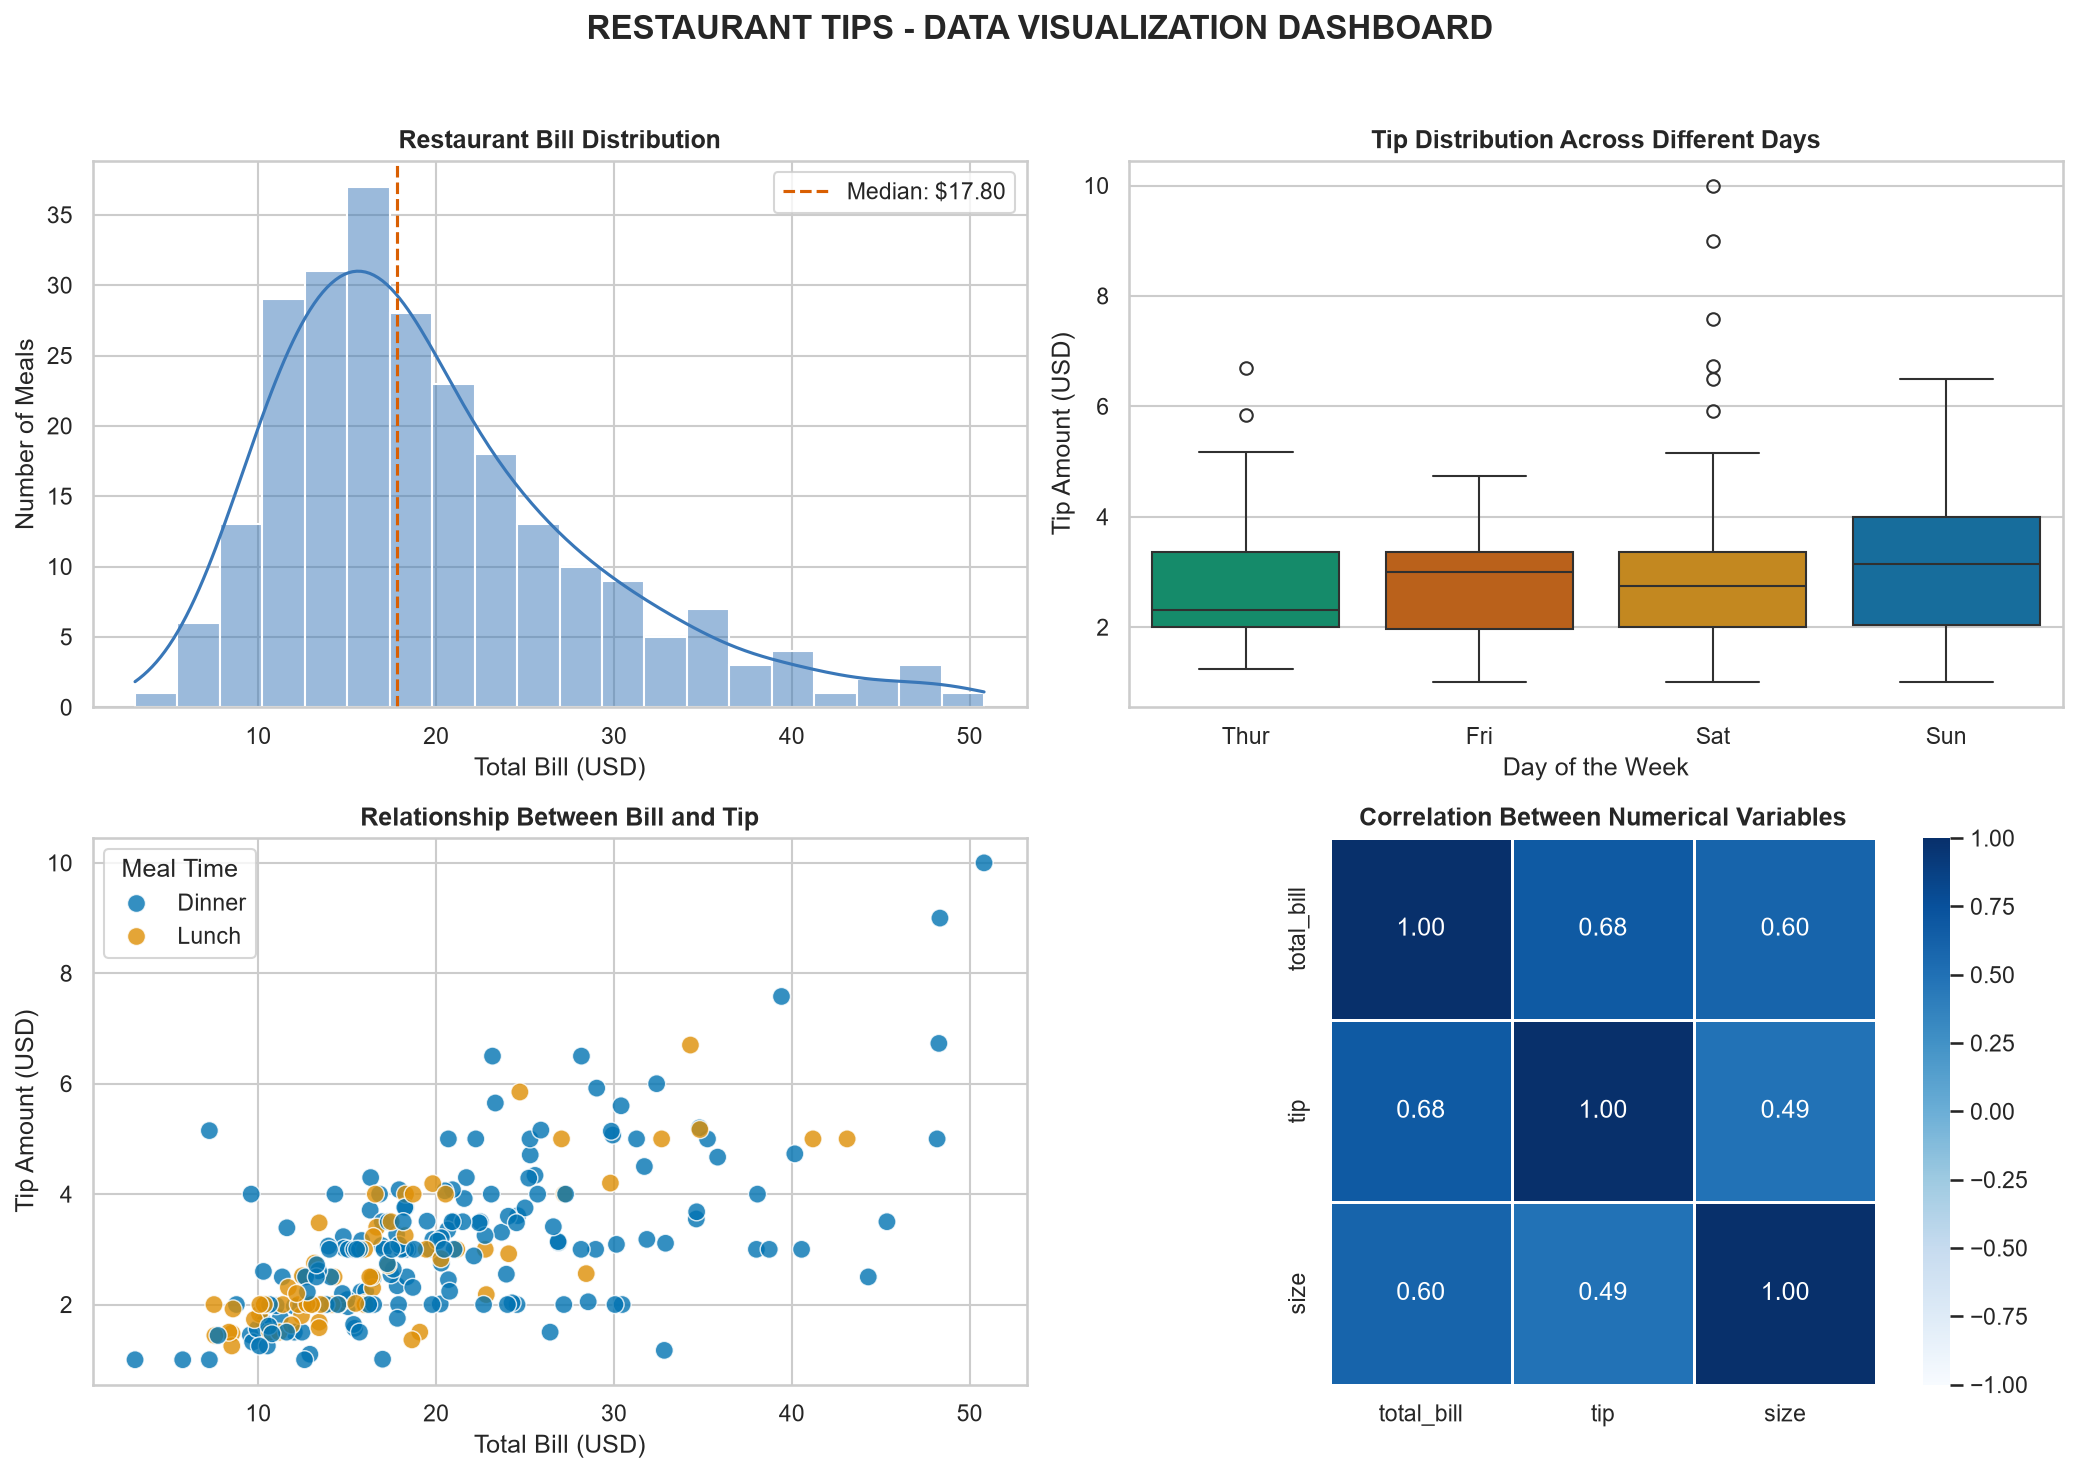 RESTAURANT TIPS - DATA VISUALIZATION DASHBOARD
Restaurant Bill Distribution
Number of Meals
35
30
25
20
15
10
5
0
Median: $17.80
10 20 30 40 50
Total Bill (USD)
Tip Distribution Across Different Days
Tip Amount (USD)
10
8
6
4
2
Thur Fri Sat Sun
Day of the Week
Relationship Between Bill and Tip
Tip Amount (USD)
10
8
6
4
2
Meal Time
Dinner
Lunch
10 20 30 40 50
Total Bill (USD)
Correlation Between Numerical Variables
total_bill
1.00 0.68 0.60
tip
0.68 1.00 0.49
size
0.60 0.49 1.00
total_bill tip size
1.00
0.75
0.50
0.25
0.00
−0.25
−0.50
−0.75
−1.00